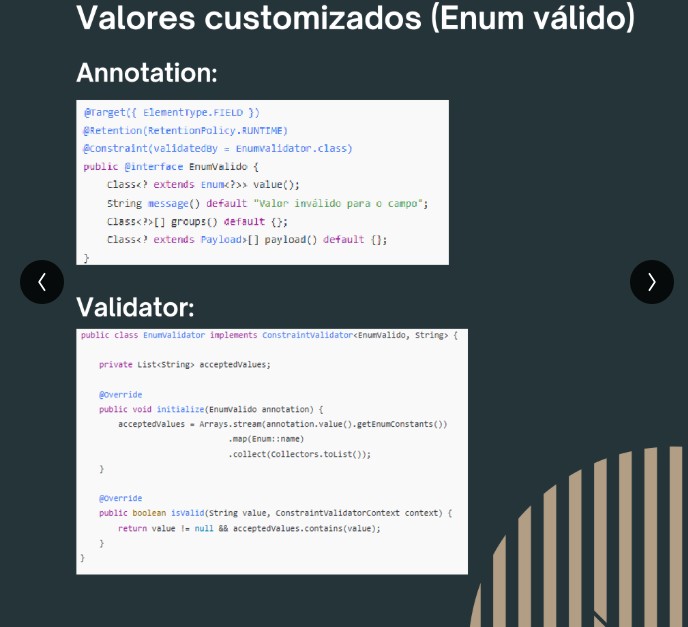 Valores customizados (Enum válido)
Annotation:
@Target({ ElementType.FIELD })
@Retention(RetentionPolicy.RUNTIME)
@Constraint(validatedBy = EnumValidator.class)
public @interface EnumValido {
    Class<? extends Enum<?>> value();
    String message() default "Valor inválido para o campo";
    Class<?>[] groups() default {};
    Class<? extends Payload>[] payload() default {};
}
Validator:
public class EnumValidator implements ConstraintValidator<EnumValido, String> {
    private List<String> acceptedValues;
    @Override
    public void initialize(EnumValido annotation) {
        acceptedValues = Arrays.stream(annotation.value().getEnumConstants())
                               .map(Enum::name)
                               .collect(Collectors.toList());
    }
    @Override
    public boolean isValid(String value, ConstraintValidatorContext context) {
        return value != null && acceptedValues.contains(value);
    }
}